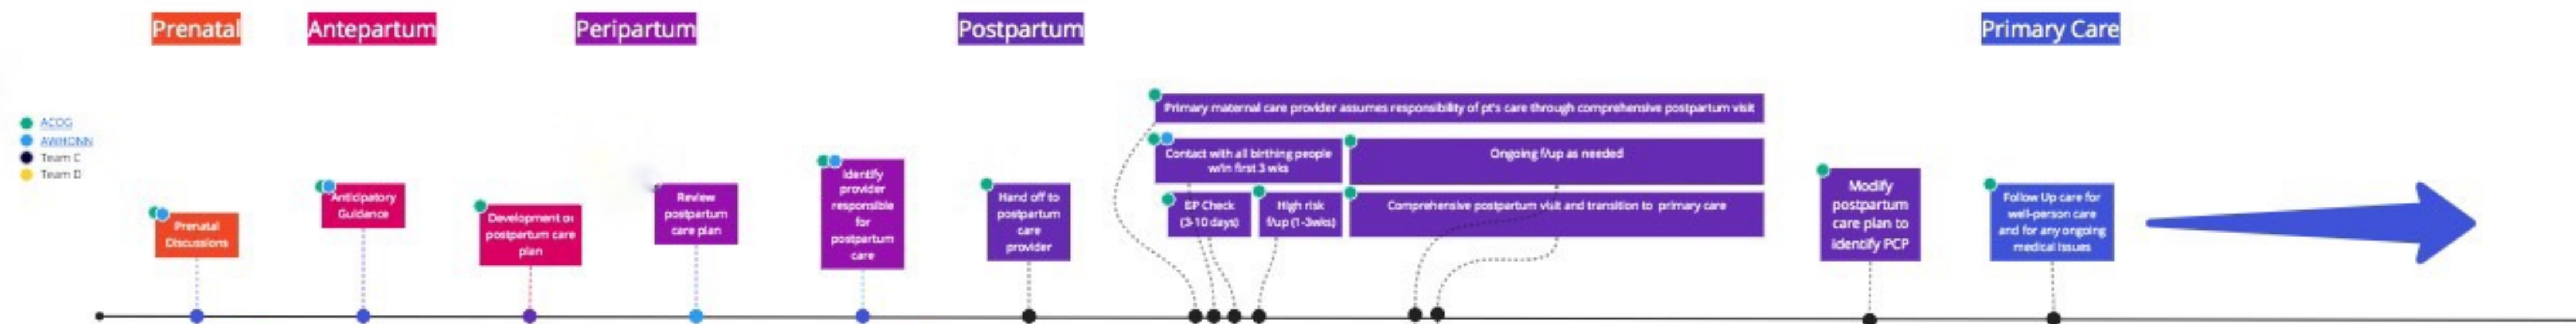 Prenatal
Antepartum
Peripartum
Postpartum
Primary Care
ACOG
AWHONN
Team C
Team D
Prenatal
Discussions
Anticipatory
Guidance
Development of
postpartum care
plan
Review
postpartum
care plan
Identify
provider
responsible
for
postpartum
care
Hand off to
postpartum
care
provider
Primary maternal care provider assumes responsibility of pt's care through comprehensive postpartum visit
Contact with all birthing people
w/in first 3 wks
Ongoing f/up as needed
BP Check
(3-10 days)
High risk
f/up (1-3wks)
Comprehensive postpartum visit and transition to primary care
Modify
postpartum
care plan to
identify PCP
Follow Up care for
well-person care
and for any ongoing
medical issues